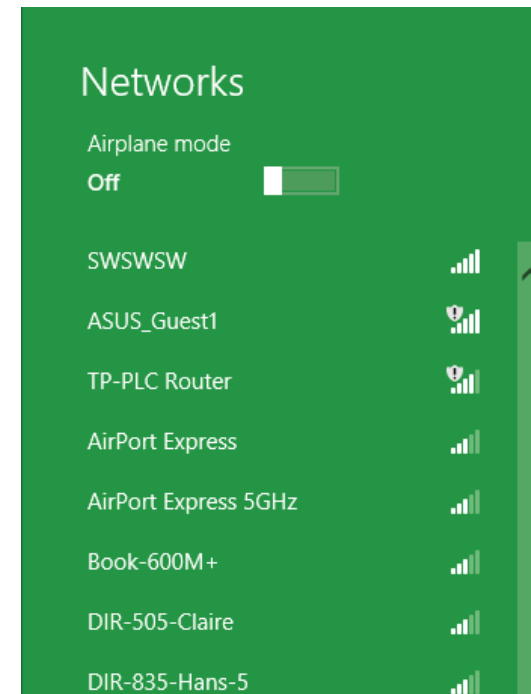 Networks
Airplane mode
Off
SWSWSW
ASUS_Guest1
TP-PLC Router
AirPort Express
AirPort Express 5GHz
Book-600M+
DIR-505-Claire
DIR-835-Hans-5